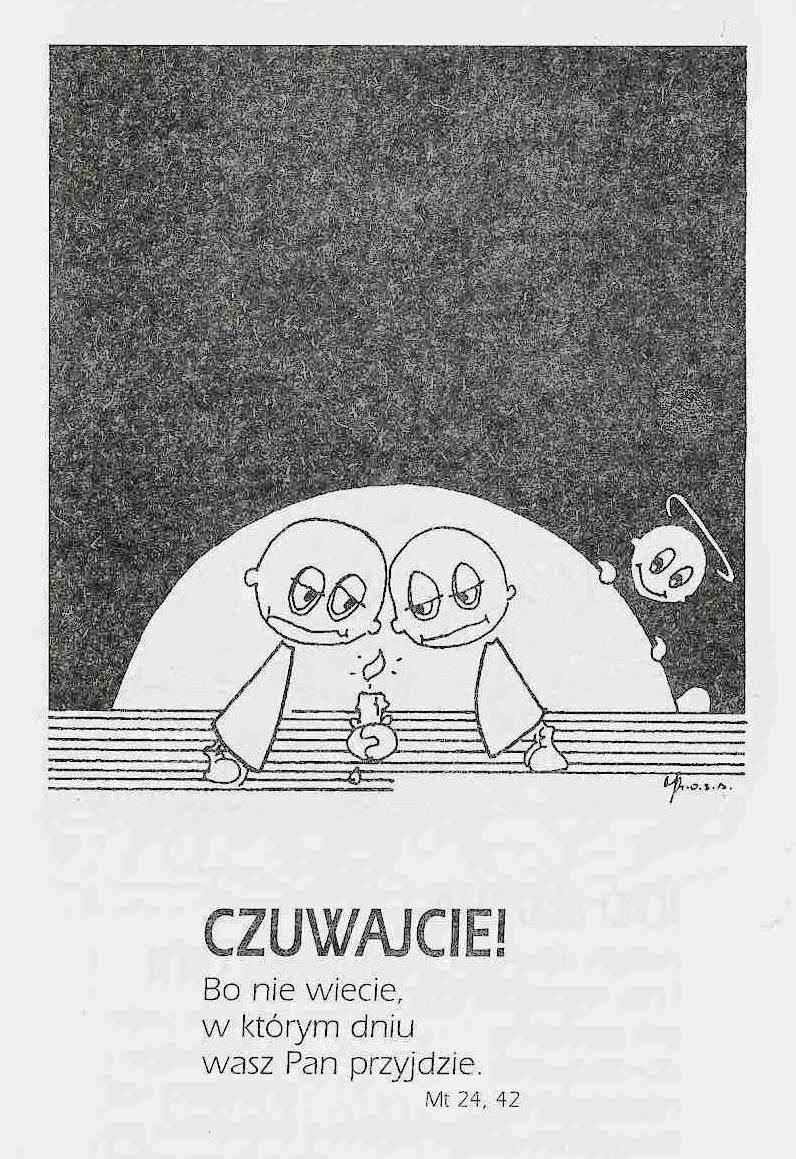 CZUWAJCIE!
Bo nie wiecie,
w którym dniu
wasz Pan przyjdzie.
Mt 24, 42